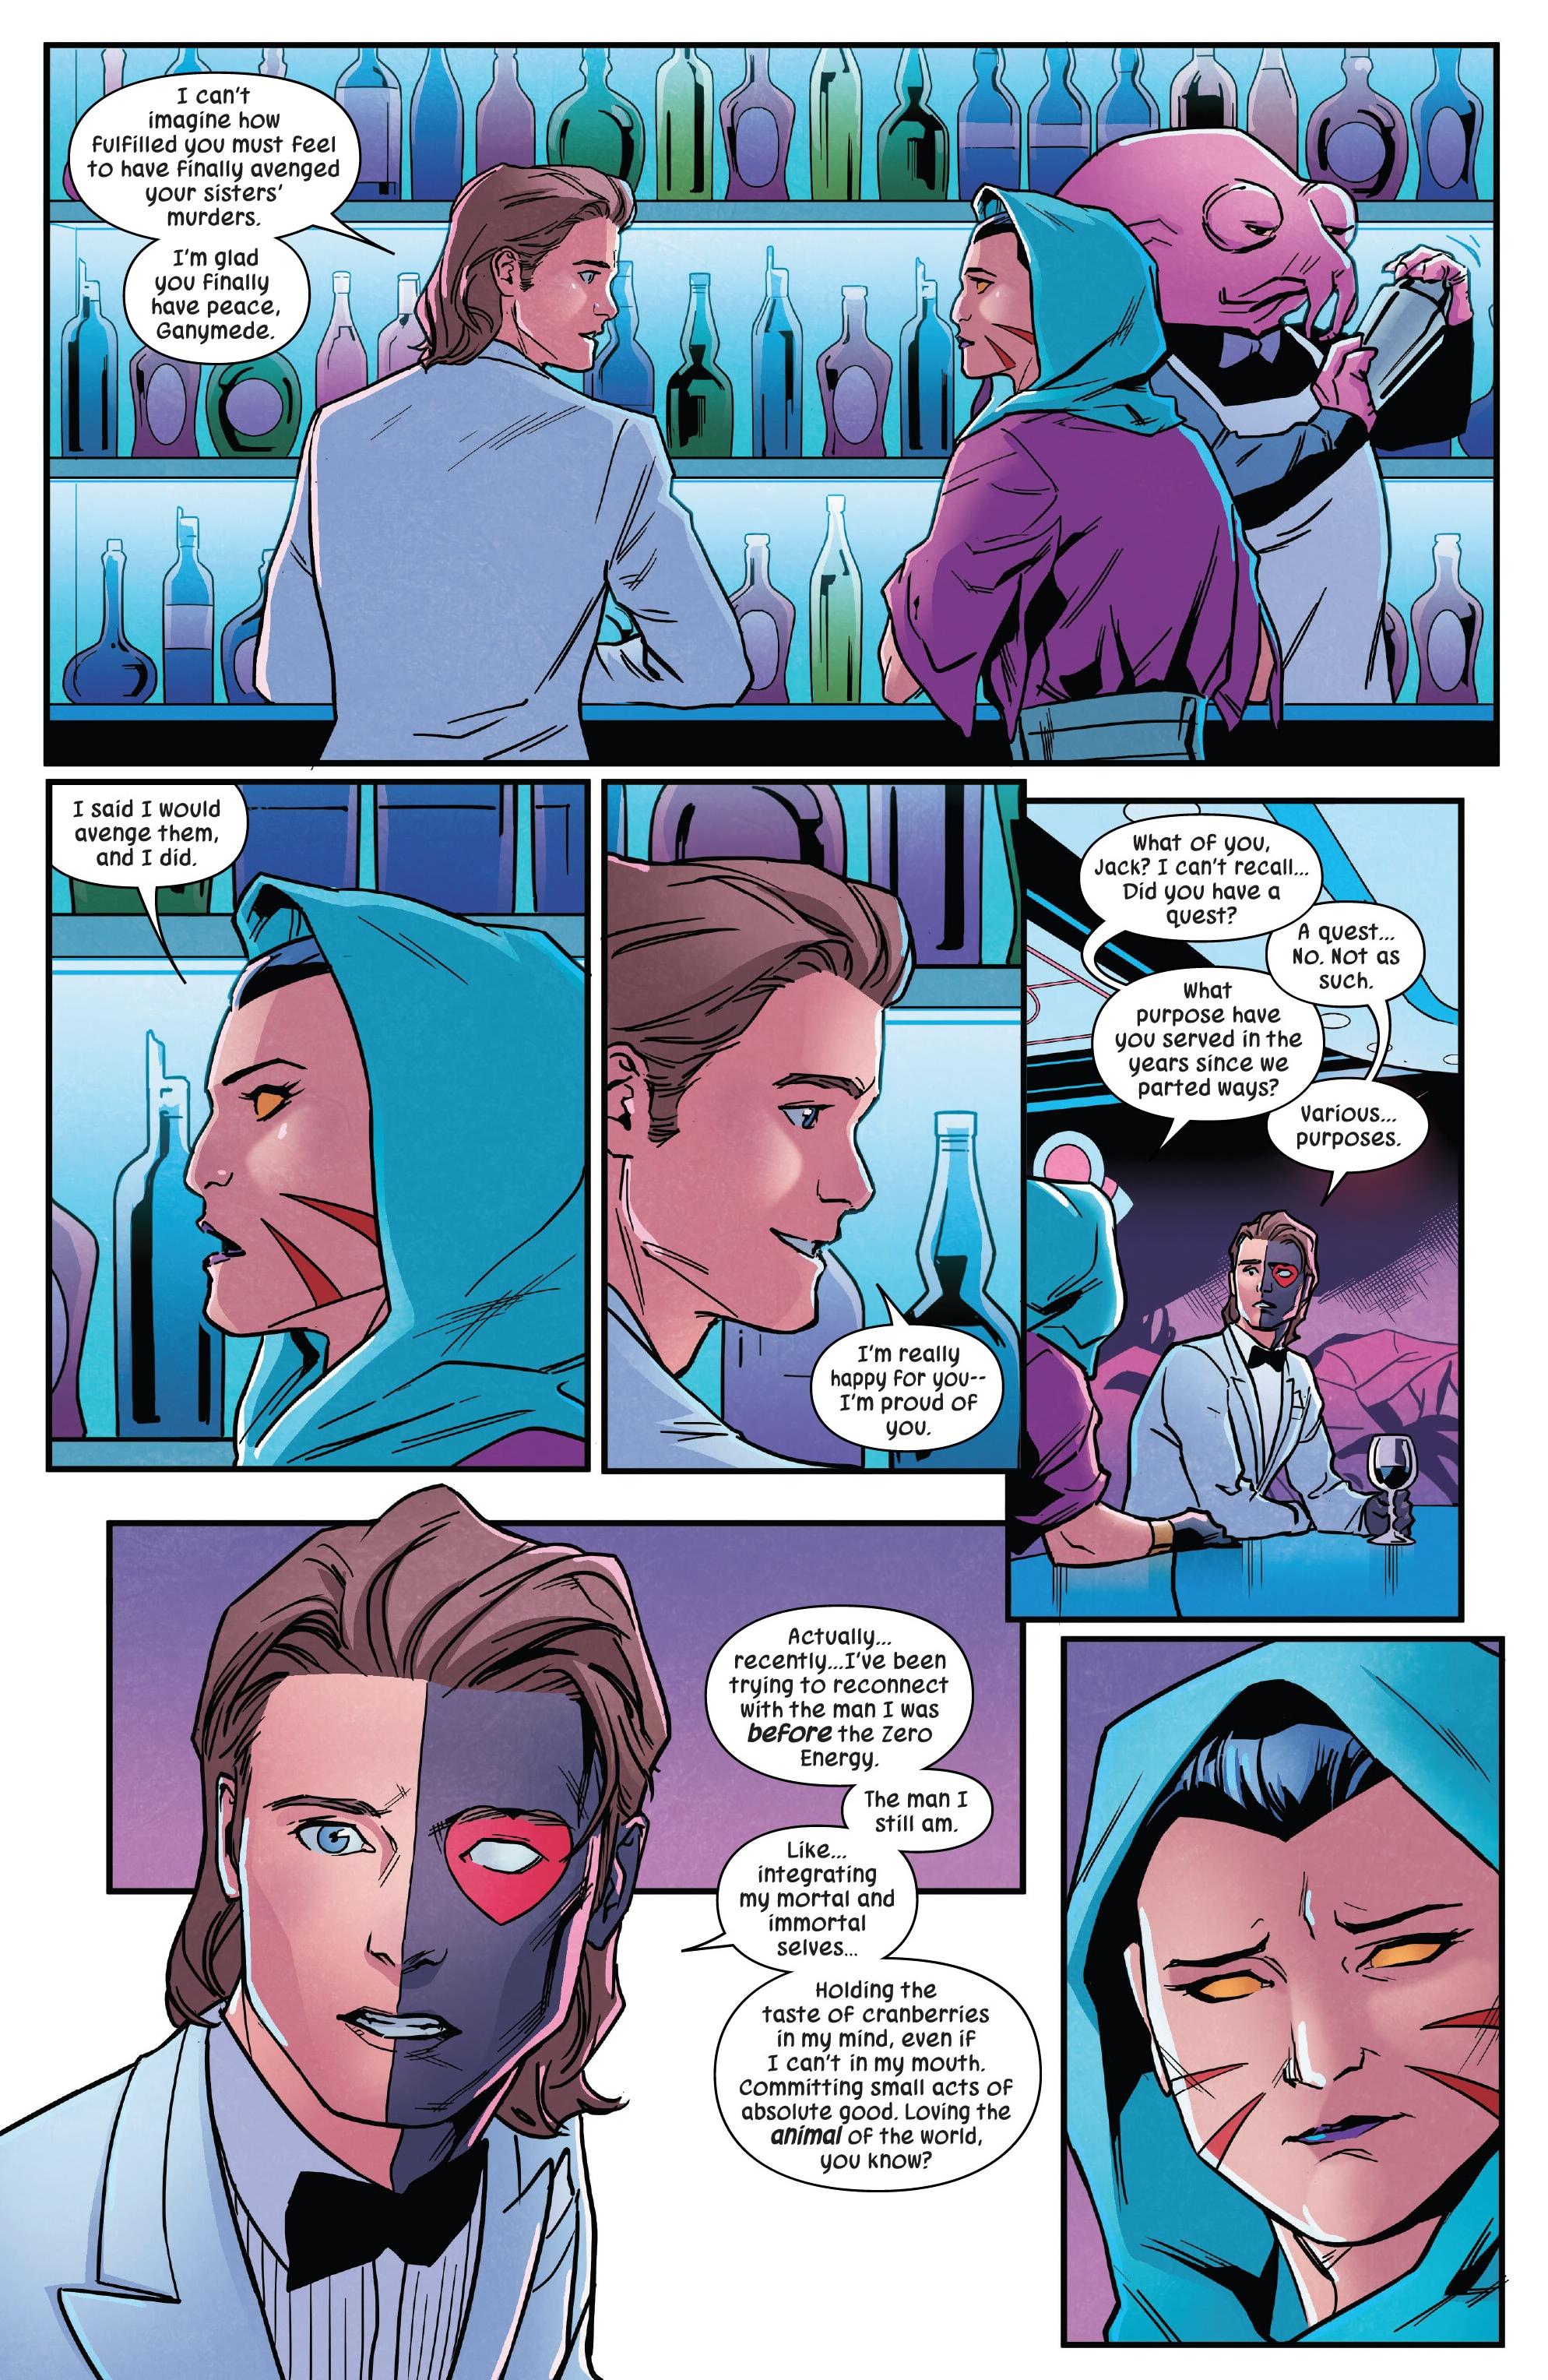 I can't
imagine how
fulfilled you must feel
to have finally avenged
your sisters'
murders.
I'm glad
you finally
have peace,
Ganymede.
I said I would
avenge them,
and I did.
I'm really
happy for you--
I'm proud of
you.
What of you,
Jack? I can't recall...
Did you have a
quest?
A quest...
No. Not as
such.
What
purpose have
you served in the
years since we
parted ways?
Various...
purposes.
Actually...
recently...I've been
trying to reconnect
with the man I was
before the Zero
Energy.
The man I
still am.
Like...
integrating
my mortal and
immortal
selves...
Holding the
taste of cranberries
in my mind, even if
I can't in my mouth.
Committing small acts of
absolute good. Loving the
animal of the world,
you know?